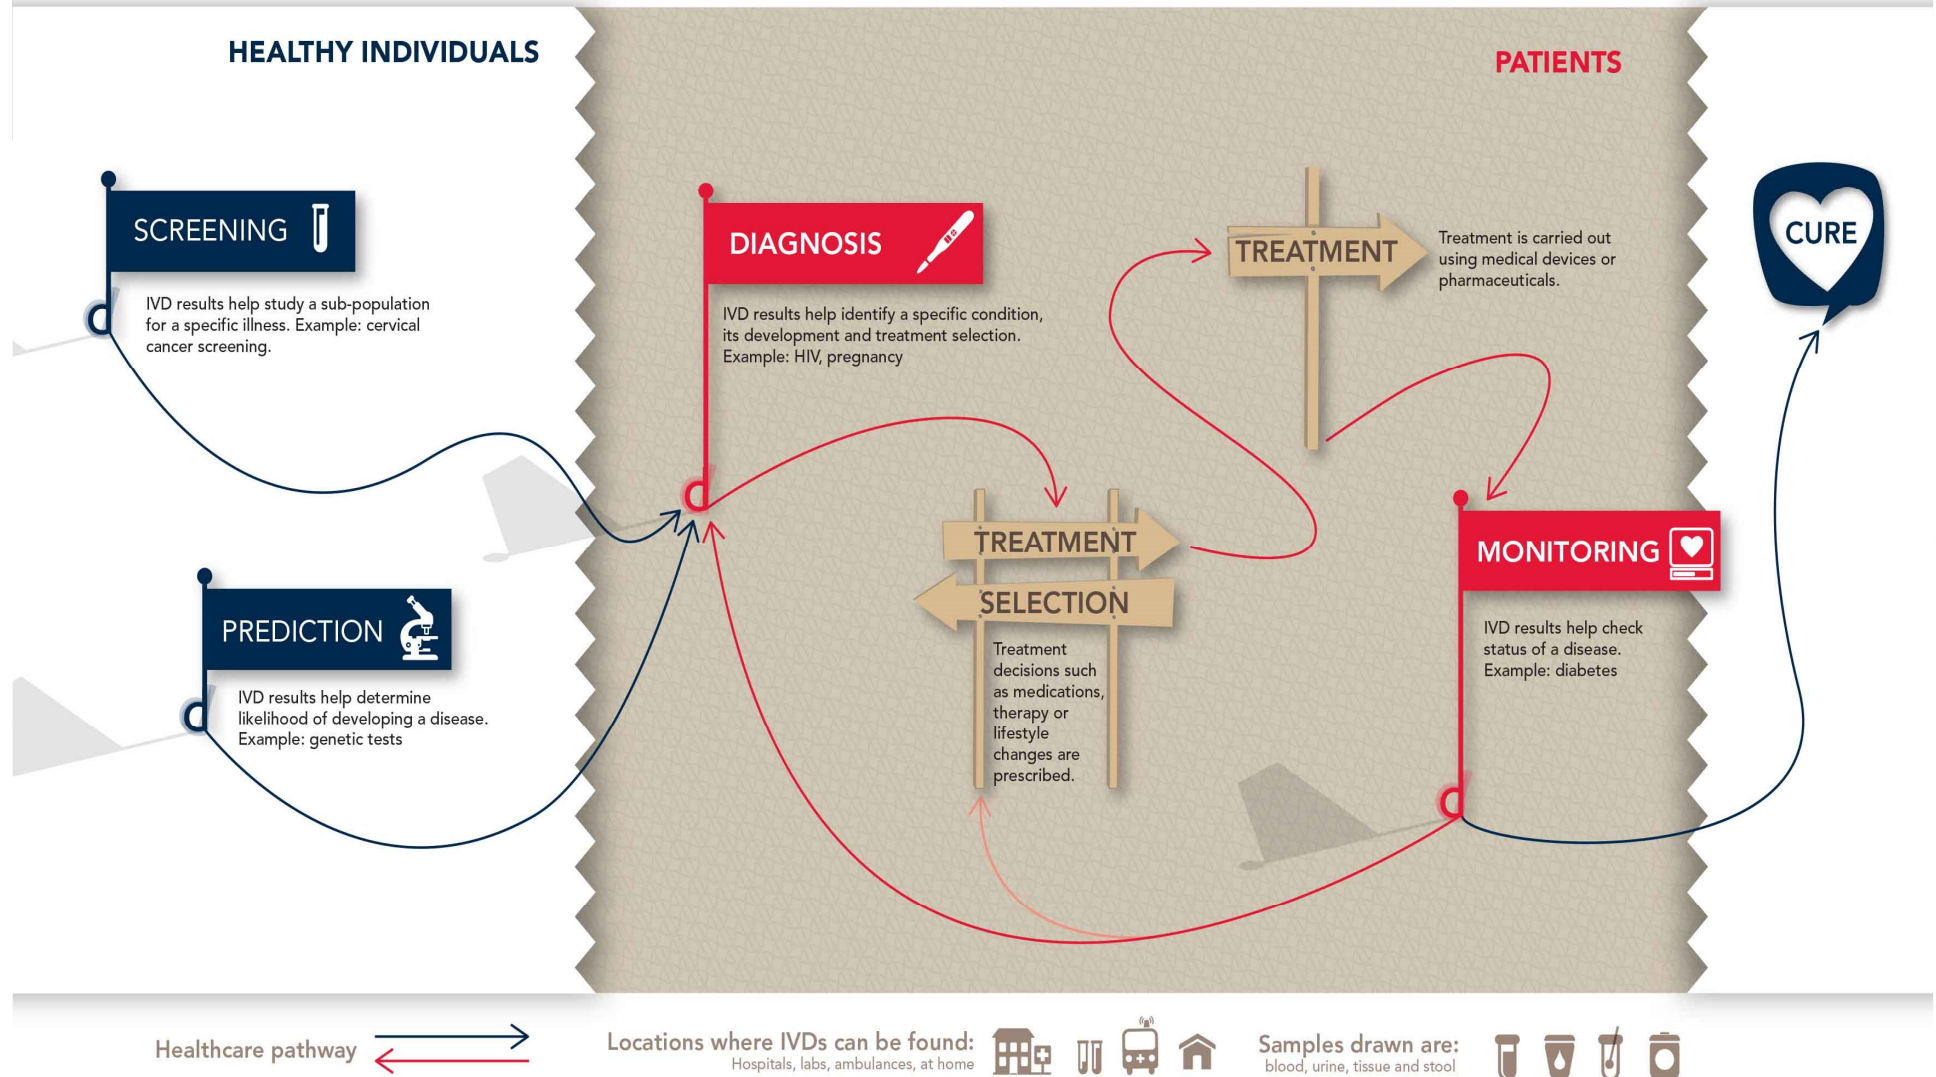 HEALTHY INDIVIDUALS
PATIENTS
SCREENING
IVD results help study a sub-population
for a specific illness. Example: cervical
cancer screening.
PREDICTION
IVD results help determine
likelihood of developing a disease.
Example: genetic tests
DIAGNOSIS
IVD results help identify a specific condition,
its development and treatment selection.
Example: HIV, pregnancy
TREATMENT
SELECTION
Treatment
decisions such
as medications,
therapy or
lifestyle
changes are
prescribed.
TREATMENT
Treatment is carried out
using medical devices or
pharmaceuticals.
MONITORING
IVD results help check
status of a disease.
Example: diabetes
CURE
Healthcare pathway
Locations where IVDs can be found:
Hospitals, labs, ambulances, at home
Samples drawn are:
blood, urine, tissue and stool